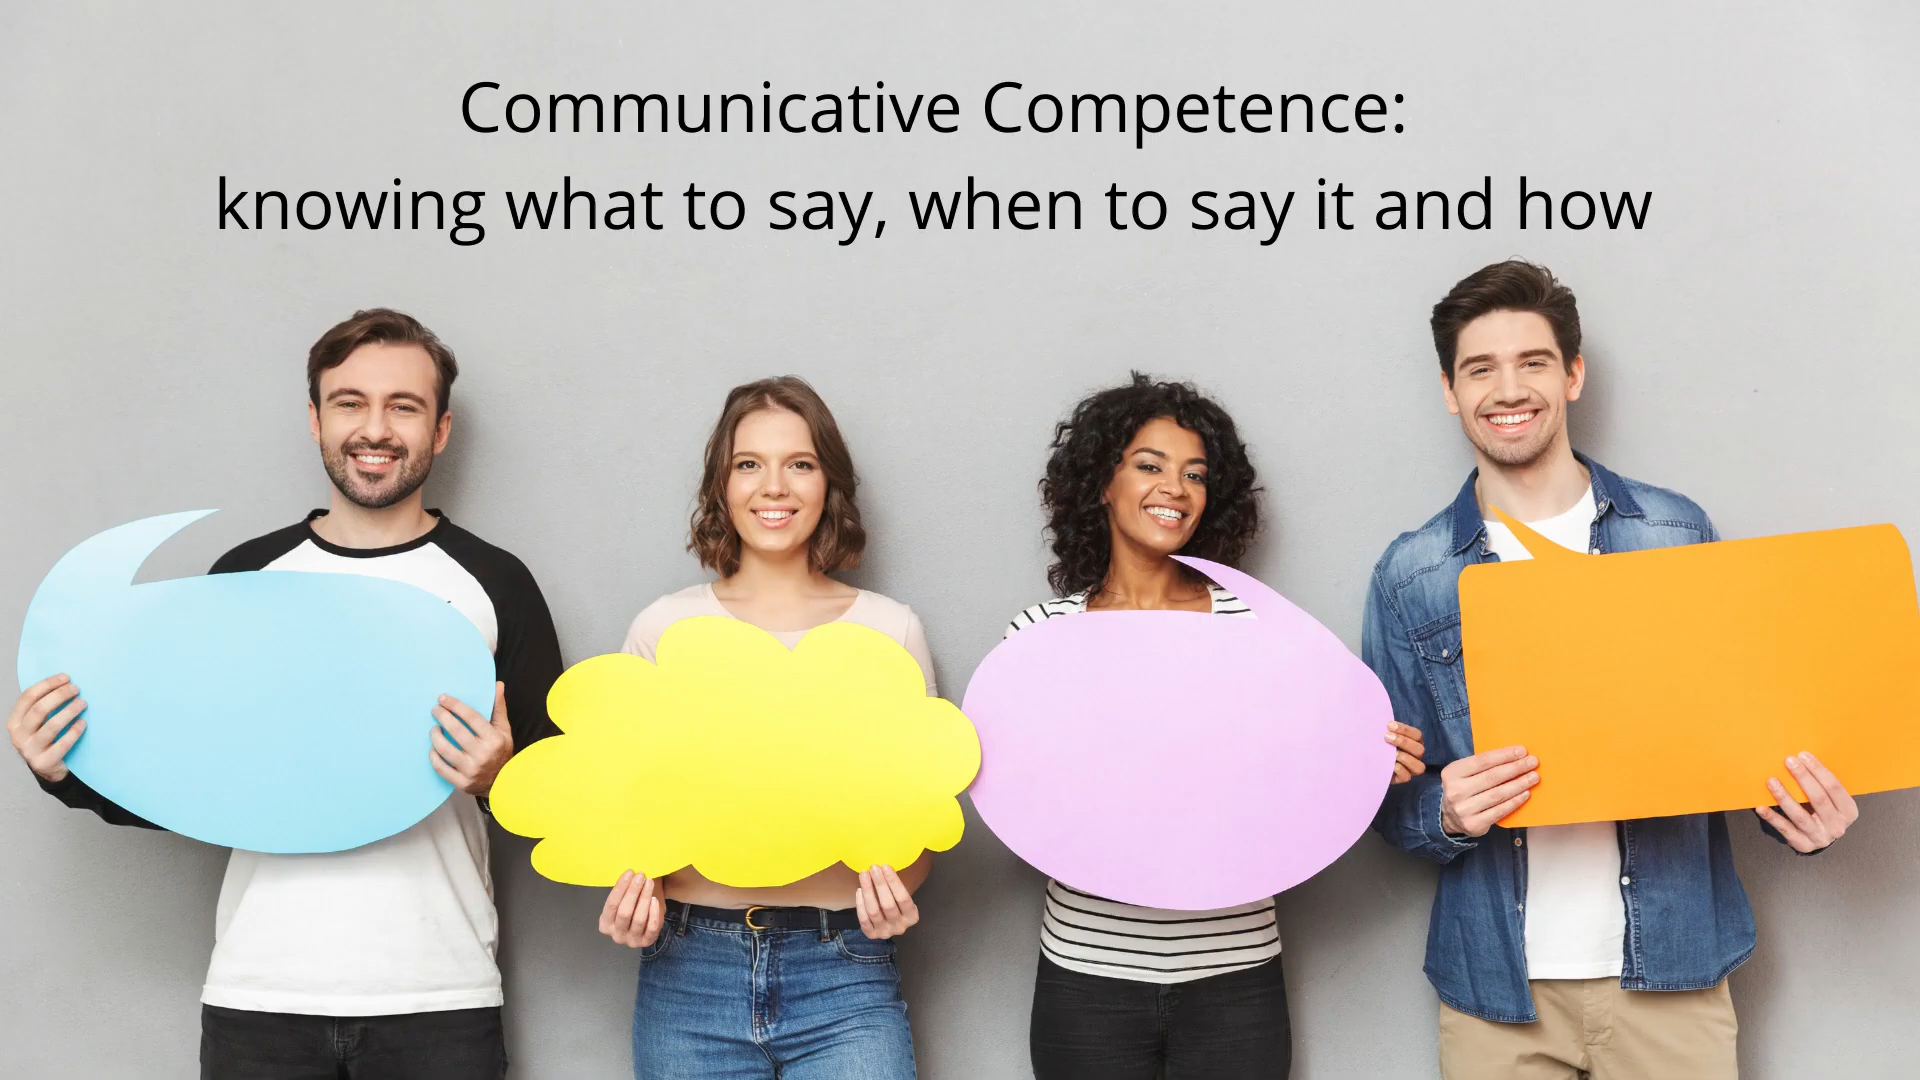 Communicative Competence:
knowing what to say, when to say it and how